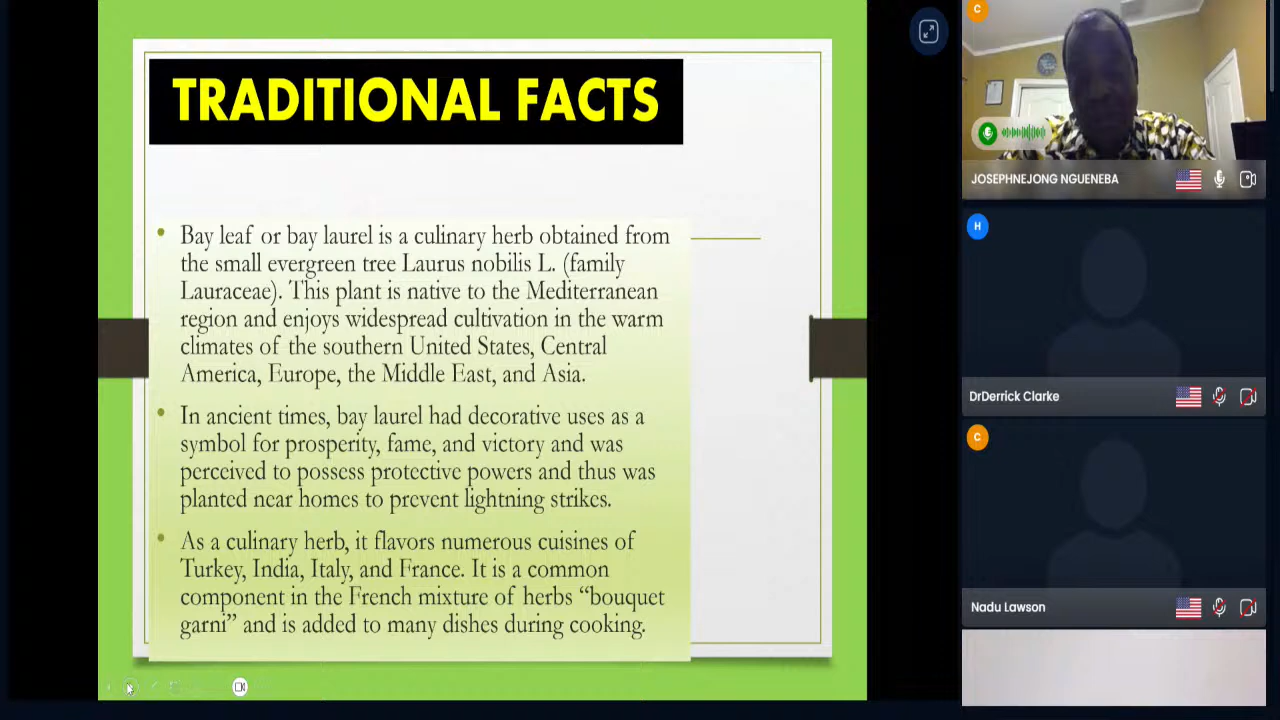 TRADITIONAL FACTS
• Bay leaf or bay laurel is a culinary herb obtained from
the small evergreen tree Laurus nobilis L. (family
Lauraceae). This plant is native to the Mediterranean
region and enjoys widespread cultivation in the warm
climates of the southern United States, Central
America, Europe, the Middle East, and Asia.
• In ancient times, bay laurel had decorative uses as a
symbol for prosperity, fame, and victory and was
perceived to possess protective powers and thus was
planted near homes to prevent lightning strikes.
• As a culinary herb, it flavors numerous cuisines of
Turkey, India, Italy, and France. It is a common
component in the French mixture of herbs “bouquet
garni” and is added to many dishes during cooking.
C
JOSEPHNEJONG NGUENEBA
H
DrDerrick Clarke
C
Nadu Lawson